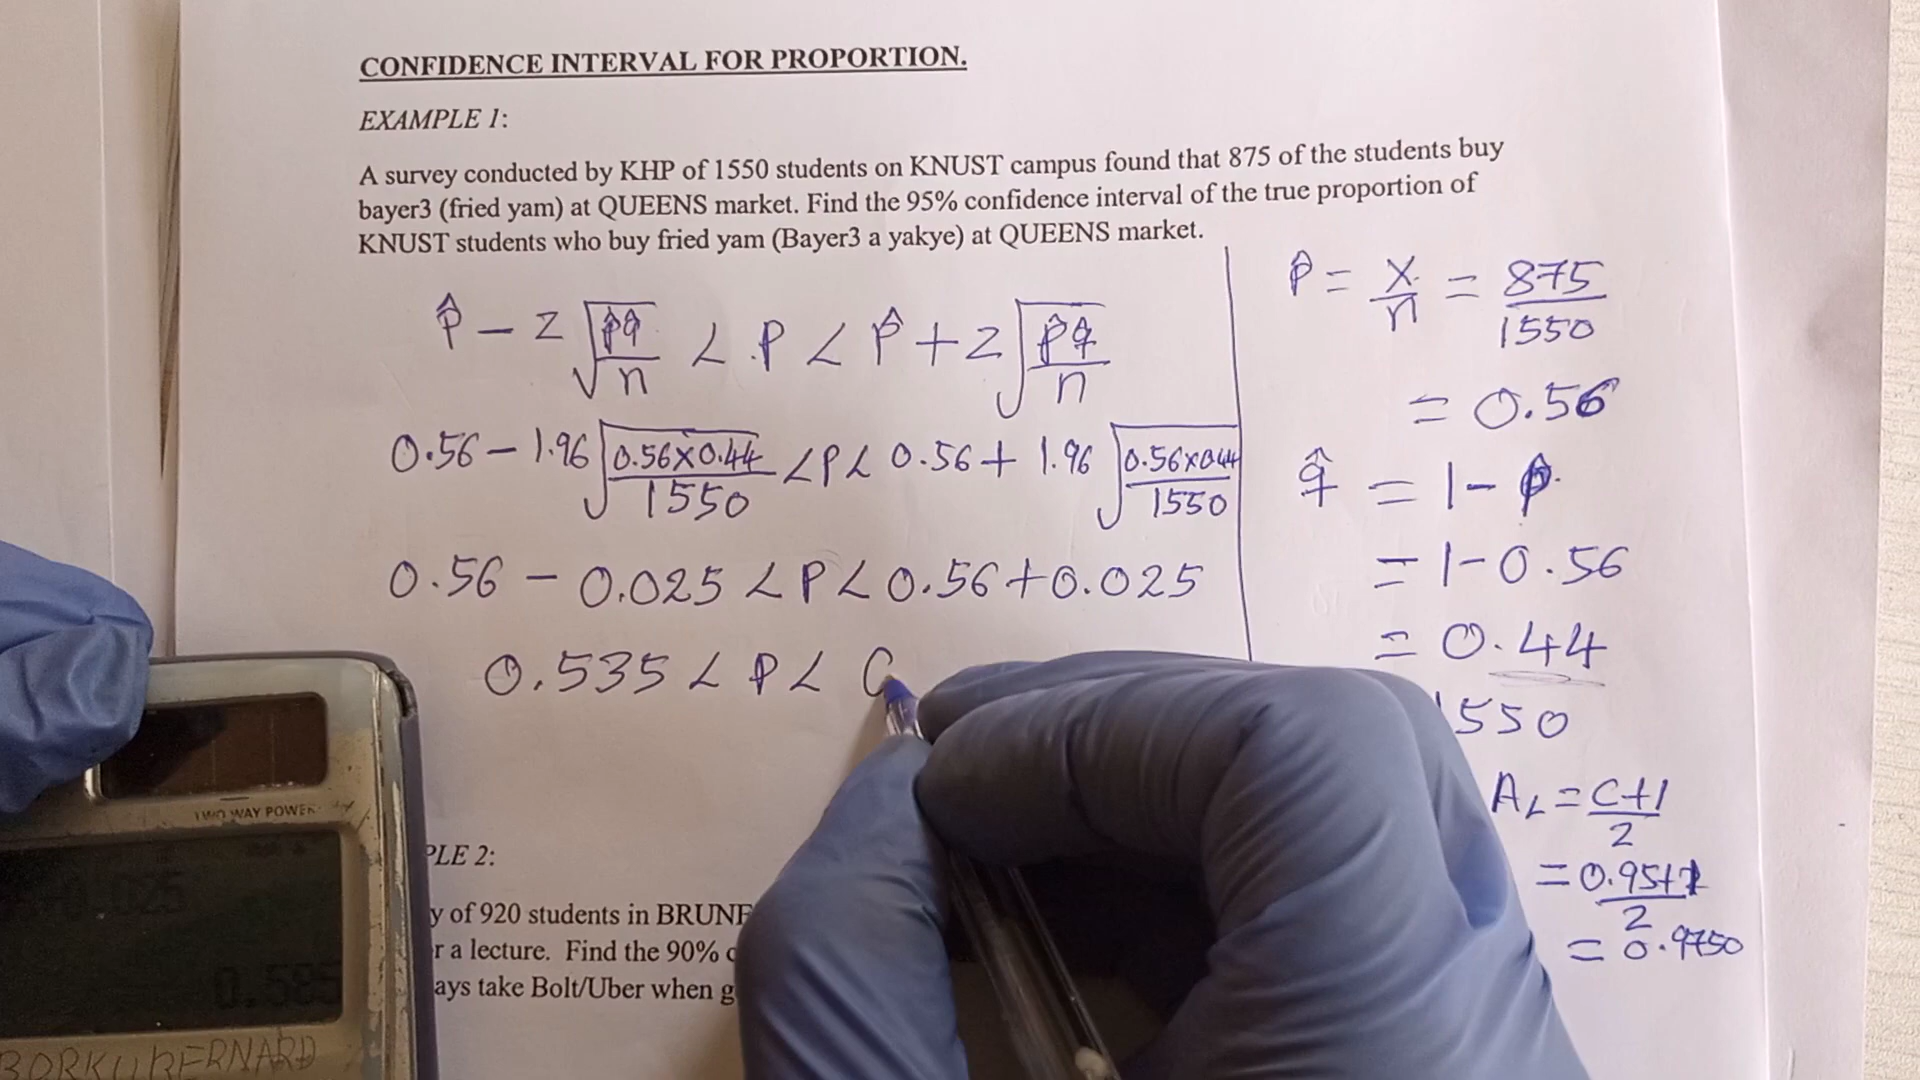 CONFIDENCE INTERVAL FOR PROPORTION.
EXAMPLE 1:
A survey conducted by KHP of 1550 students on KNUST campus found that 875 of the students buy
bayer3 (fried yam) at QUEENS market. Find the 95% confidence interval of the true proportion of
KNUST students who buy fried yam (Bayer3 a yakye) at QUEENS market.
p̂ − z √(p̂q̂/n) < P < p̂ + z √(p̂q̂/n)
0.56 − 1.96 √(0.56×0.44/1550) < P < 0.56 + 1.96 √(0.56×0.44/1550)
0.56 − 0.025 < P < 0.56 + 0.025
0.535 < P <
p̂ = x/n = 875/1550
= 0.56
q̂ = 1 − p̂
= 1 − 0.56
= 0.44
1550
A_L = C+1/2
= 0.95+1/2
= 0.9750
PLE 2:
y of 920 students in BRUNE
r a lecture. Find the 90%
ays take Bolt/Uber when g
TWO WAY POWER
+0.025
0.585
BORKU BERNARD